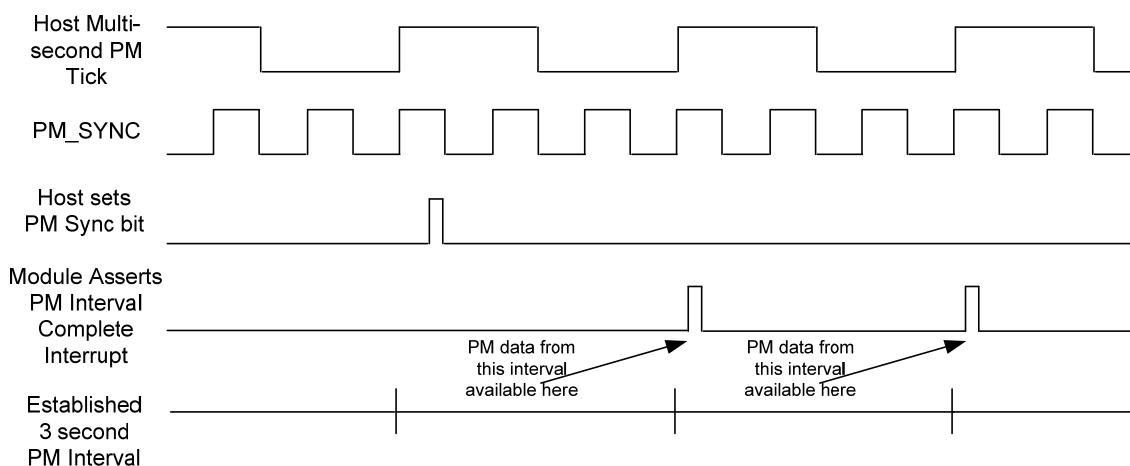 Host Multi-
second PM
Tick
PM_SYNC
Host sets
PM Sync bit
Module Asserts
PM Interval
Complete
Interrupt
PM data from
this interval
available here
PM data from
this interval
available here
Established
3 second
PM Interval